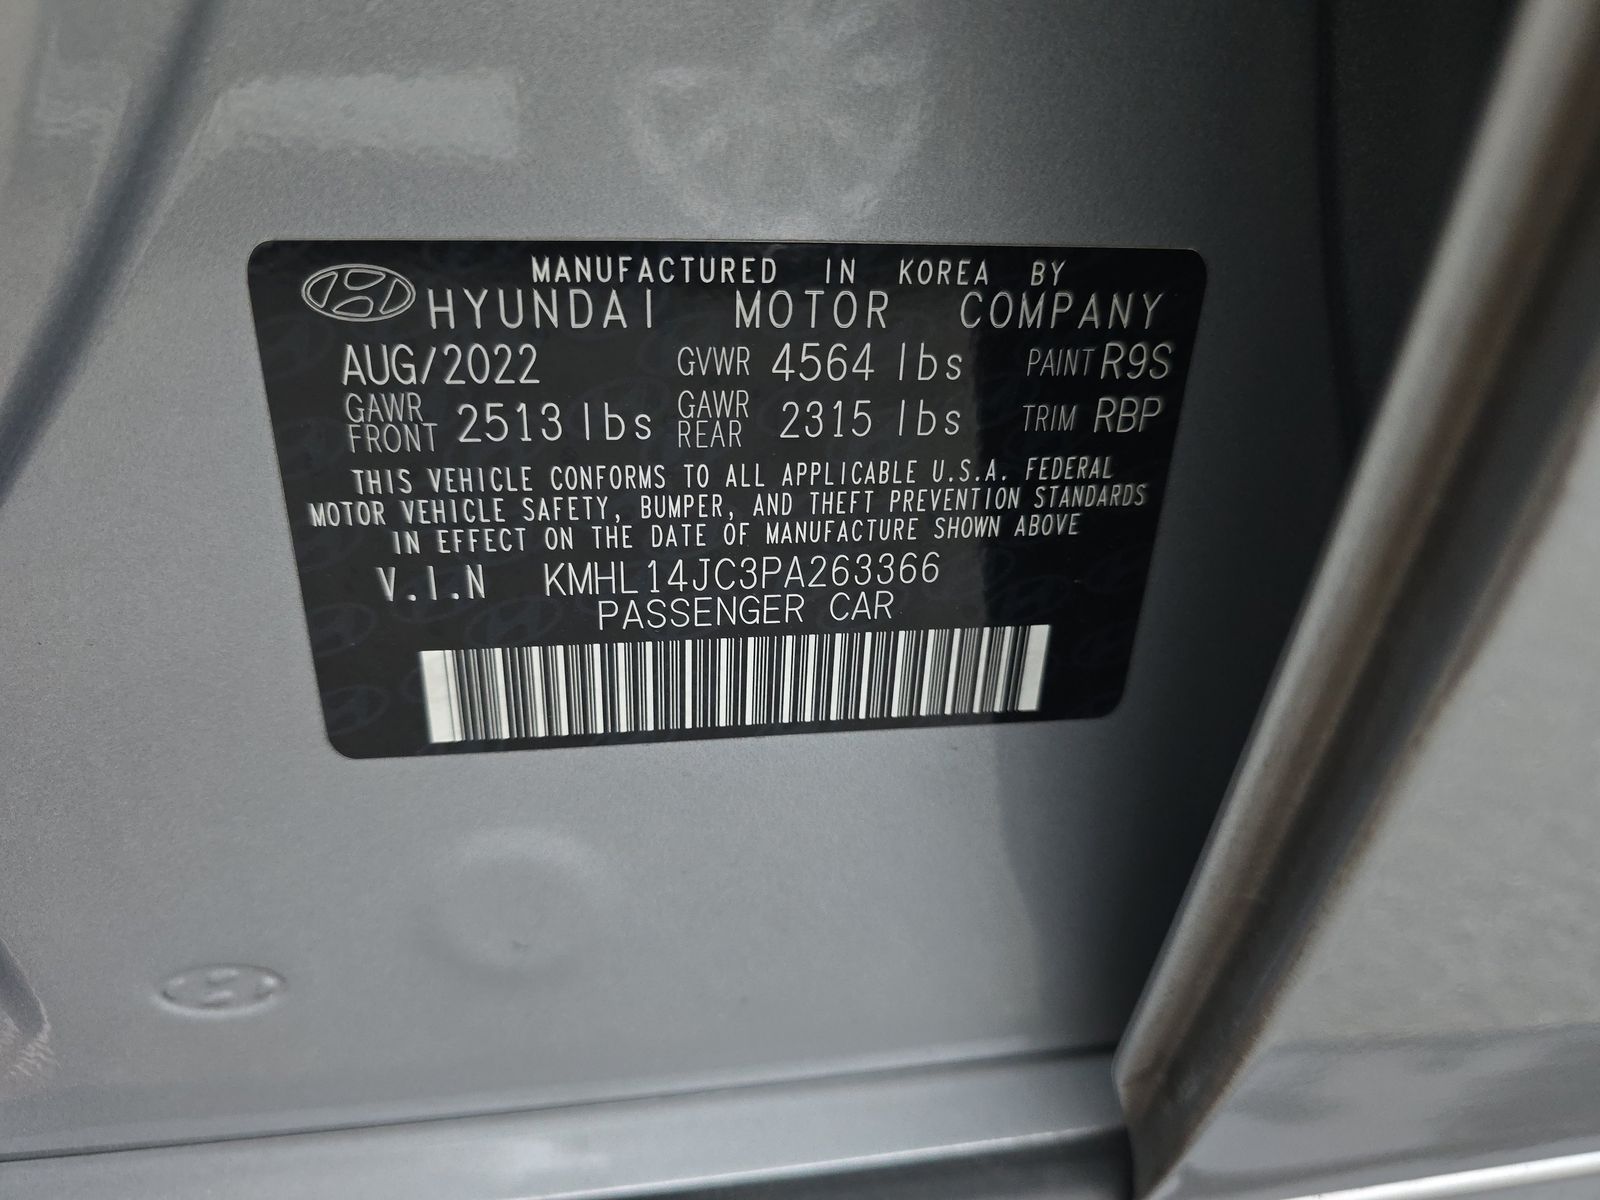 MANUFACTURED IN KOREA BY
HYUNDAI MOTOR COMPANY
AUG/2022 GVWR 4564 lbs PAINT R9S
GAWR FRONT 2513 lbs GAWR REAR 2315 lbs TRIM RBP
THIS VEHICLE CONFORMS TO ALL APPLICABLE U.S.A. FEDERAL
MOTOR VEHICLE SAFETY, BUMPER, AND THEFT PREVENTION STANDARDS
IN EFFECT ON THE DATE OF MANUFACTURE SHOWN ABOVE
V.I.N KMHL14JC3PA263366
PASSENGER CAR